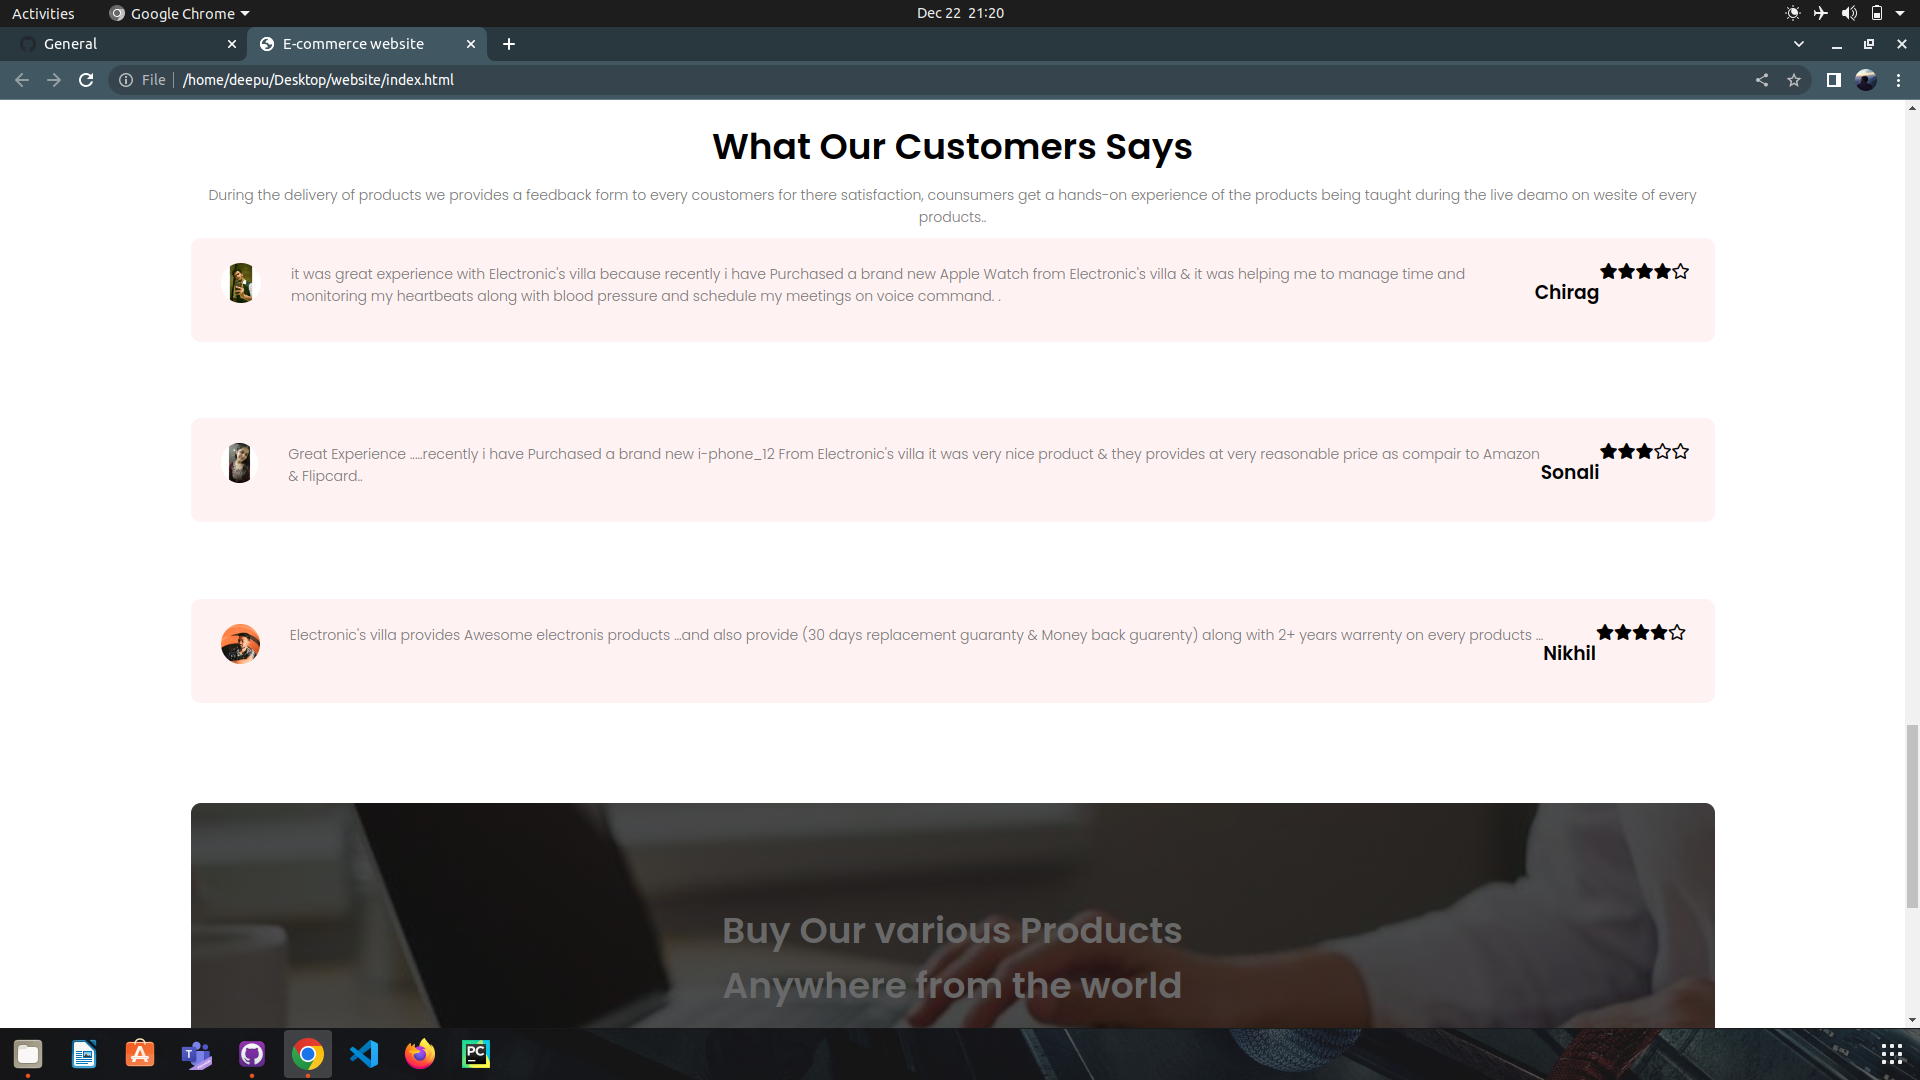 Activities
Google Chrome
Dec 22 21:20
General
E-commerce website
File
/home/deepu/Desktop/website/index.html
What Our Customers Says
During the delivery of products we provides a feedback form to every coustomers for there satisfaction, counsumers get a hands-on experience of the products being taught during the live deamo on wesite of every
products..
it was great experience with Electronic's villa because recently i have Purchased a brand new Apple Watch from Electronic's villa & it was helping me to manage time and
monitoring my heartbeats along with blood pressure and schedule my meetings on voice command. .
Chirag
Great Experience .....recently i have Purchased a brand new i-phone_12 From Electronic's villa it was very nice product & they provides at very reasonable price as compair to Amazon
& Flipcard..
Sonali
Electronic's villa provides Awesome electronis products ...and also provide (30 days replacement guaranty & Money back guarenty) along with 2+ years warrenty on every products ...
Nikhil
Buy Our various Products
Anywhere from the world
T
PC